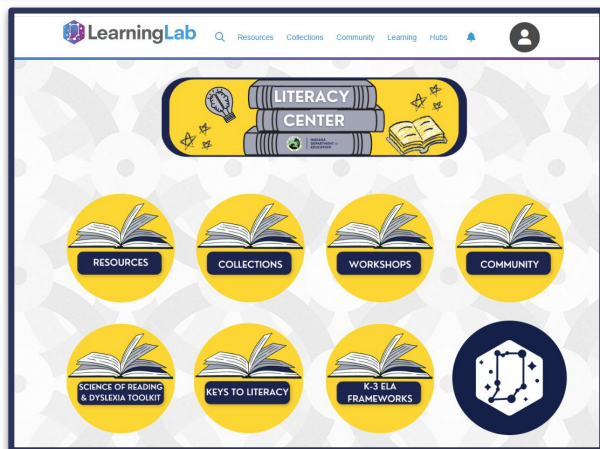 LearningLab
Resources Collections Community Learning Hubs
LITERACY
CENTER
INDIANA
DEPARTMENT of
EDUCATION
RESOURCES
COLLECTIONS
WORKSHOPS
COMMUNITY
SCIENCE OF READING
& DYSLEXIA TOOLKIT
KEYS TO LITERACY
K-3 ELA
FRAMEWORKS